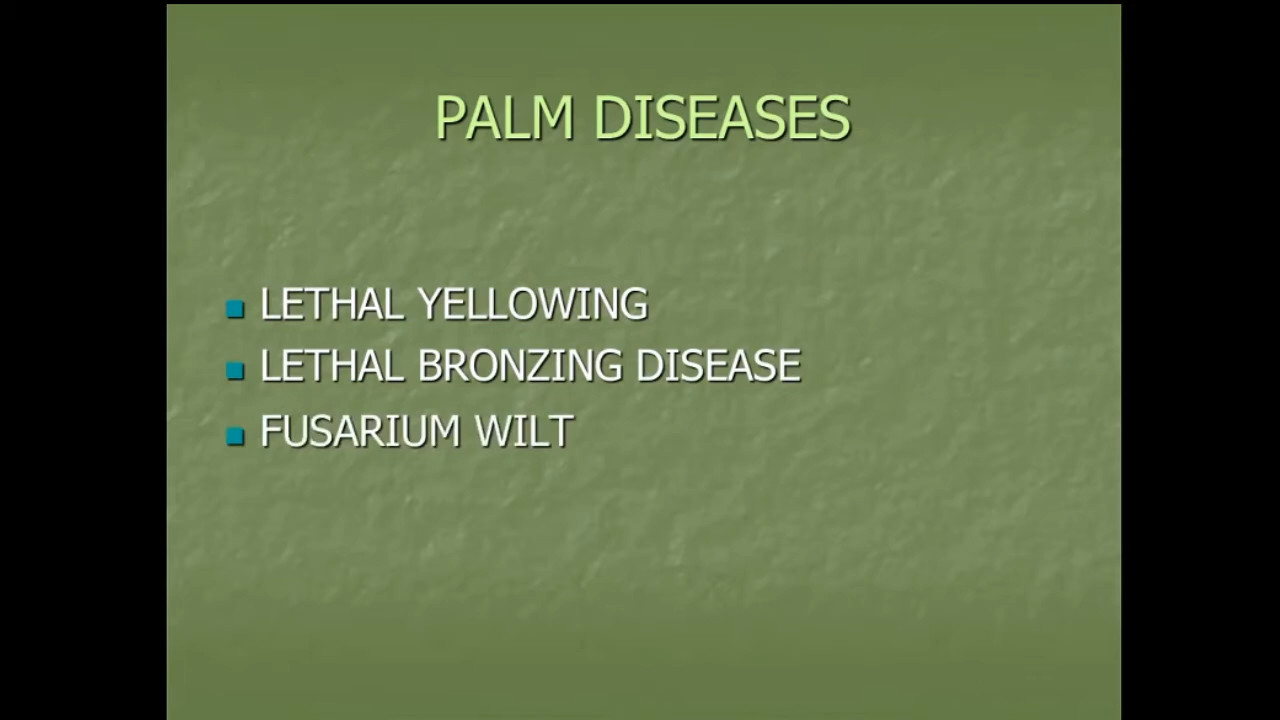 PALM DISEASES
LETHAL YELLOWING
LETHAL BRONZING DISEASE
FUSARIUM WILT